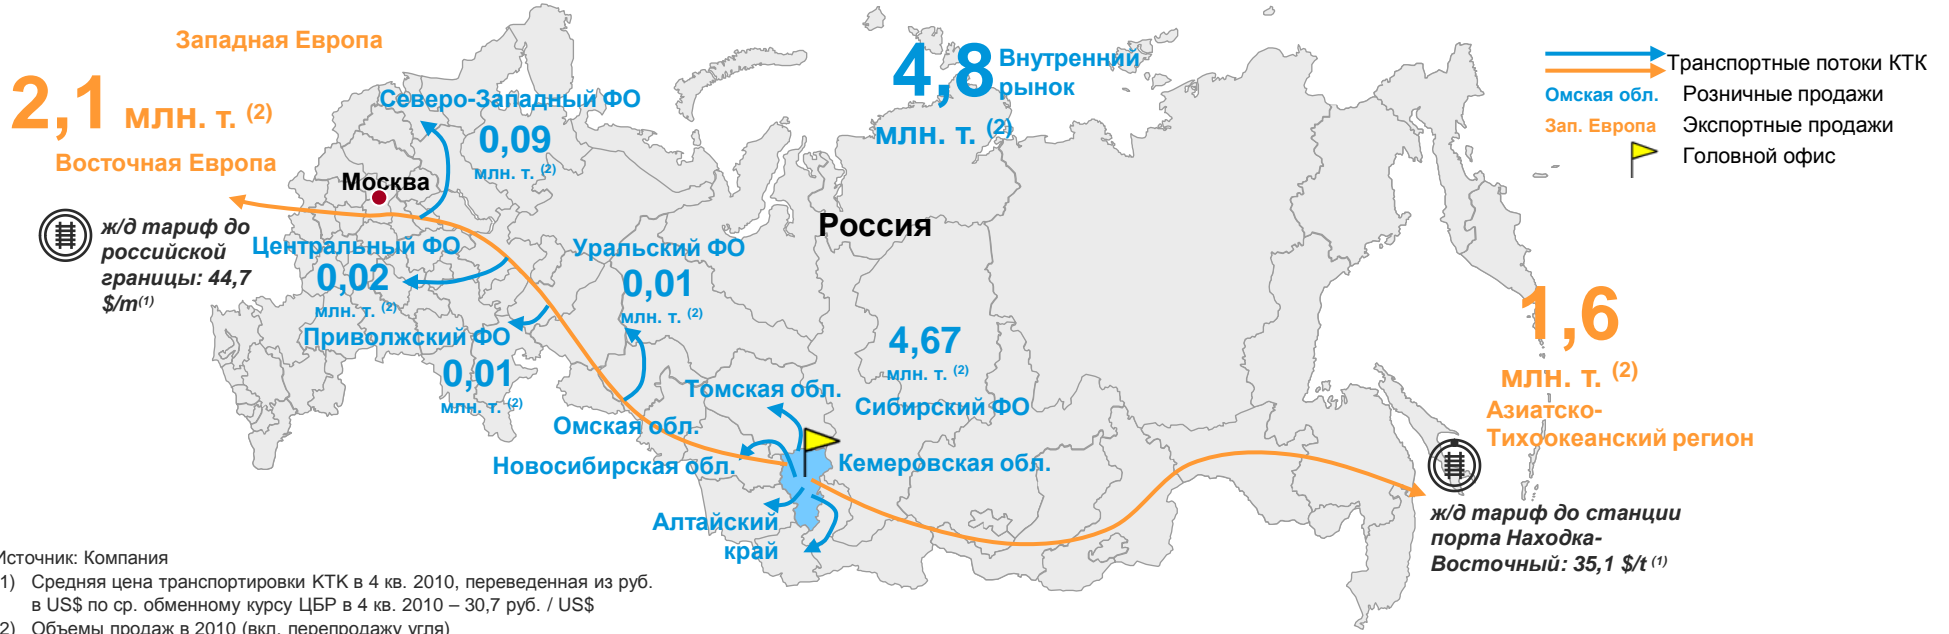 Западная Европа
2,1 млн. т. (2)
Восточная Европа
ж/д тариф до
российской
границы: 44,7
$/т(1)
Северо-Западный ФО
0,09
млн. т. (2)
Москва
Центральный ФО
0,02
млн. т. (2)
Приволжский ФО
0,01
млн. т. (2)
Уральский ФО
0,01
млн. т. (2)
4,8
Внутренний
рынок
млн. т. (2)
Россия
4,67
млн. т. (2)
Сибирский ФО
Томская обл.
Омская обл.
Новосибирская обл.
Кемеровская обл.
Алтайский
край
Транспортные потоки КТК
Омская обл. Розничные продажи
Зап. Европа Экспортные продажи
Головной офис
1,6
млн. т. (2)
Азиатско-
Тихоокеанский регион
ж/д тариф до станции
порта Находка-
Восточный: 35,1 $/t (1)
Источник: Компания
1) Средняя цена транспортировки КТК в 4 кв. 2010, переведенная из руб.
в US$ по ср. обменному курсу ЦБР в 4 кв. 2010 – 30,7 руб. / US$
2) Объемы продаж в 2010 (вкл. перепродажу угля)